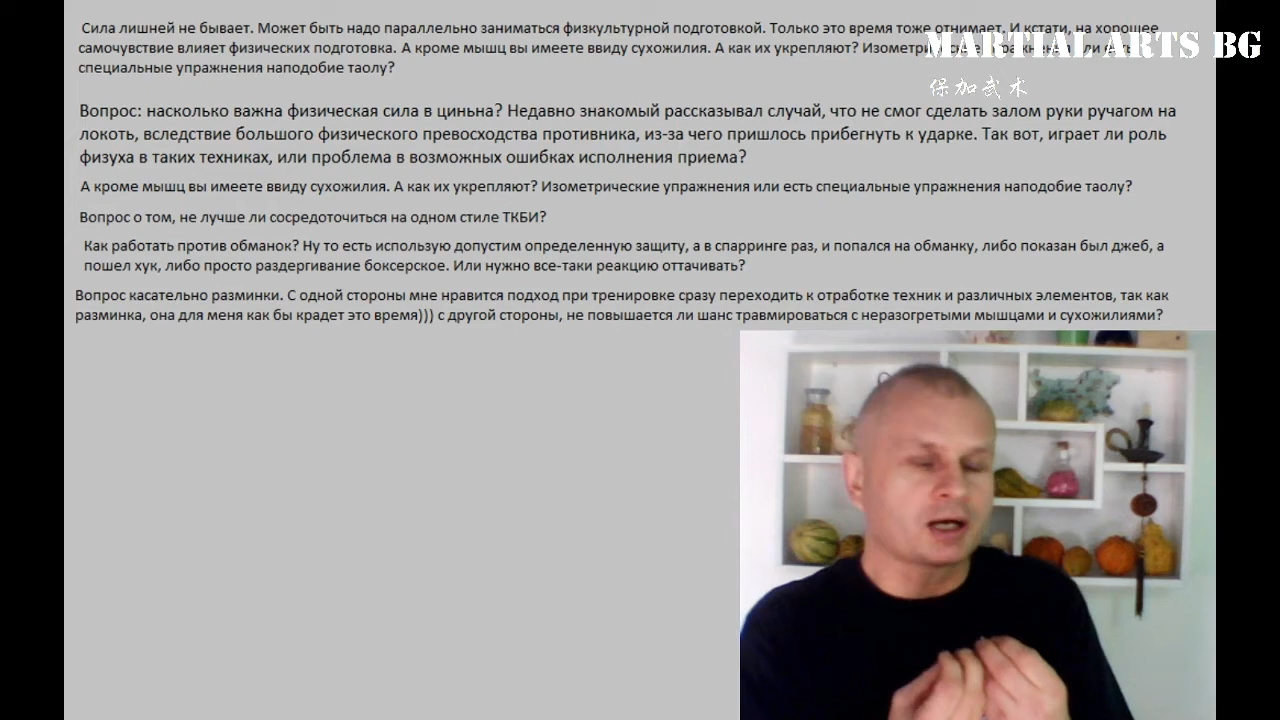 Сила лишней не бывает. Может быть надо параллельно заниматься физкультурной подготовкой. Только это время тоже отнимает. И кстати, на хорошее
самочувствие влияет физических подготовка. А кроме мышц вы имеете ввиду сухожилия. А как их укрепляют?
специальные упражнения наподобие таолу?
MARTIAL ARTS BG
保加武术
Вопрос: насколько важна физическая сила в циньна? Недавно знакомый рассказывал случай, что не смог сделать залом руки ручагом на
локоть, вследствие большого физического превосходства противника, из-за чего пришлось прибегнуть к ударке. Так вот, играет ли роль
физуха в таких техниках, или проблема в возможных ошибках исполнения приема?
А кроме мышц вы имеете ввиду сухожилия. А как их укрепляют? Изометрические упражнения или есть специальные упражнения наподобие таолу?
Вопрос о том, не лучше ли сосредоточиться на одном стиле ТКБИ?
Как работать против обманок? Ну то есть использую допустим определенную защиту, а в спарринге раз, и попался на обманку, либо показан был джеб, а
пошел хук, либо просто раздергивание боксерское. Или нужно все-таки реакцию оттачивать?
Вопрос касательно разминки. С одной стороны мне нравится подход при тренировке сразу переходить к отработке техник и различных элементов, так как
разминка, она для меня как бы крадет это время))) с другой стороны, не повышается ли шанс травмироваться с неразогретыми мышцами и сухожилиями?